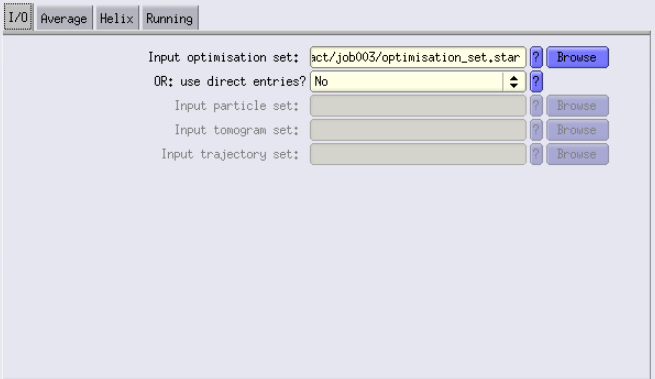 I/O Average Helix Running
Input optimisation set: act/job003/optimisation_set.star ? Browse
OR: use direct entries? No ?
Input particle set: ? Browse
Input tomogram set: ? Browse
Input trajectory set: ? Browse